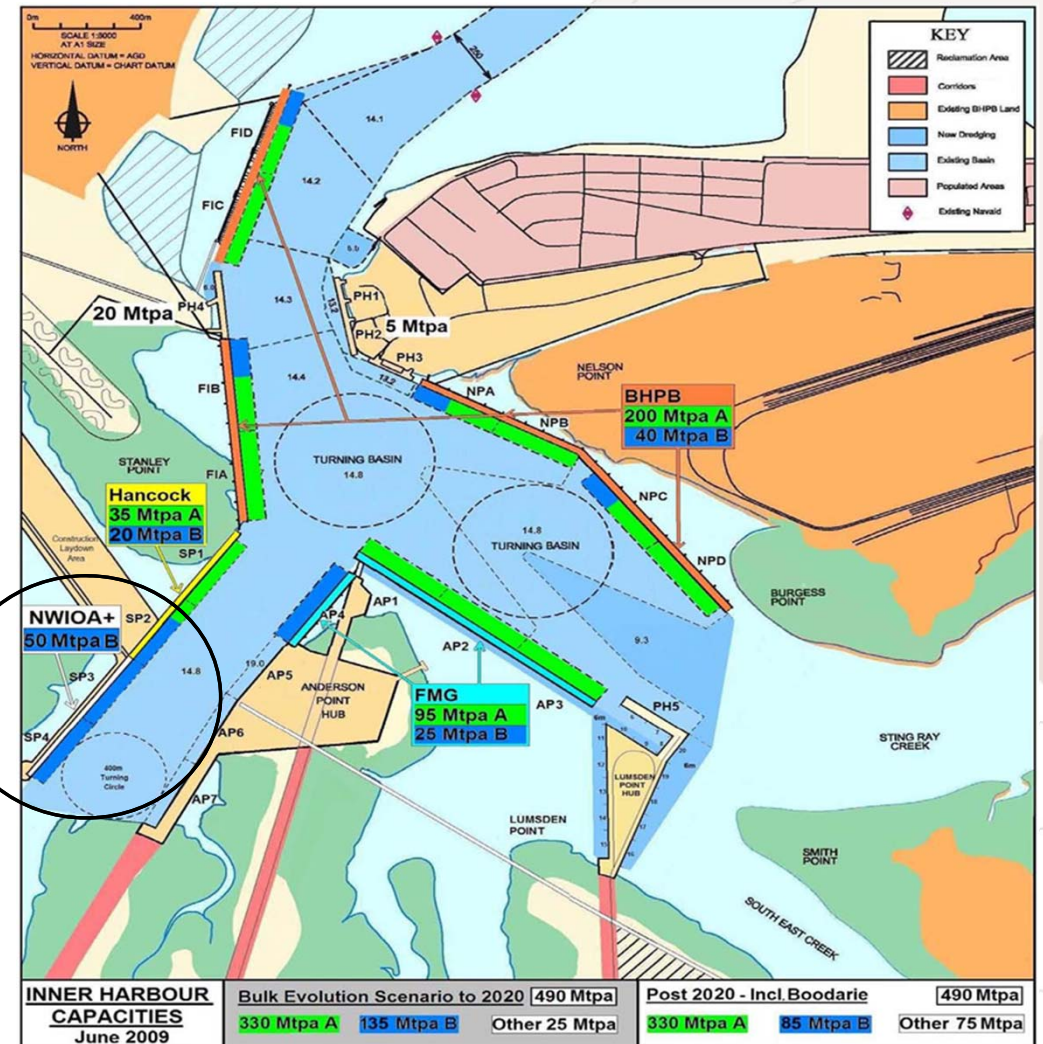 0m 400m
SCALE 1:8000
AT A1 SIZE
HORIZONTAL DATUM = AGD
VERTICAL DATUM = CHART DATUM
NORTH
KEY
Reclamation Area
Corridors
Existing BHPB Land
New Dredging
Existing Basin
Populated Areas
Existing Navaid
250
14.1
FID
14.2
FIC
PH4
14.3
13.2
PH1
20 Mtpa
PH2
5 Mtpa
PH3
FIB
14.4
13.2
NPA
NELSON
POINT
NPB
BHPB
200 Mtpa A
40 Mtpa B
STANLEY
POINT
FIA
TURNING BASIN
14.8
NPC
Hancock
35 Mtpa A
20 Mtpa B
Construction
Laydown
Area
SP1
14.8
TURNING BASIN
NPD
BURGESS
POINT
NWIOA+
50 Mtpa B
SP2
AP4
AP1
9.3
AP2
SP3
14.8
19.0
AP5
ANDERSON
POINT
HUB
FMG
95 Mtpa A
25 Mtpa B
AP3
PH5
SP4
AP6
6m
6m
STING RAY
CREEK
400m
Turning
Circle
LUMSDEN
POINT
HUB
AP7
LUMSDEN
POINT
SMITH
POINT
SOUTH EAST CREEK
INNER HARBOUR
CAPACITIES
June 2009
Bulk Evolution Scenario to 2020 490 Mtpa
330 Mtpa A 135 Mtpa B Other 25 Mtpa
Post 2020 - Incl.Boodarie 490 Mtpa
330 Mtpa A 85 Mtpa B Other 75 Mtpa